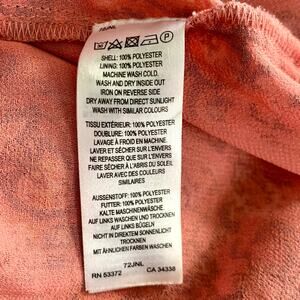 72JNL
SHELL: 100% POLYESTER
LINING: 100% POLYESTER
MACHINE WASH COLD.
WASH AND DRY INSIDE OUT
IRON ON REVERSE SIDE
DRY AWAY FROM DIRECT SUNLIGHT
WASH WITH SIMILAR COLOURS
TISSU EXTÉRIEUR: 100% POLYESTER
DOUBLURE: 100% POLYESTER
LAVAGE À FROID EN MACHINE
LAVER ET SÉCHER SUR L'ENVERS
NE REPASSER QUE SUR L'ENVERS
FAIRE SÉCHER À L'ABRIS DU SOLEIL
LAVER AVEC DES COULEURS
SIMILAIRES
AUSSENSTOFF: 100% POLYESTER
FUTTER: 100% POLYESTER
KALTE MASCHINENWÄSCHE
AUF LINKS WASCHEN UND TROCKNEN
AUF LINKS BÜGELN
NICHT IN DIREKTEM SONNENLICHT
TROCKNEN
MIT ÄHNLICHEN FARBEN WASCHEN
72JNL
RN 53372 CA 34338